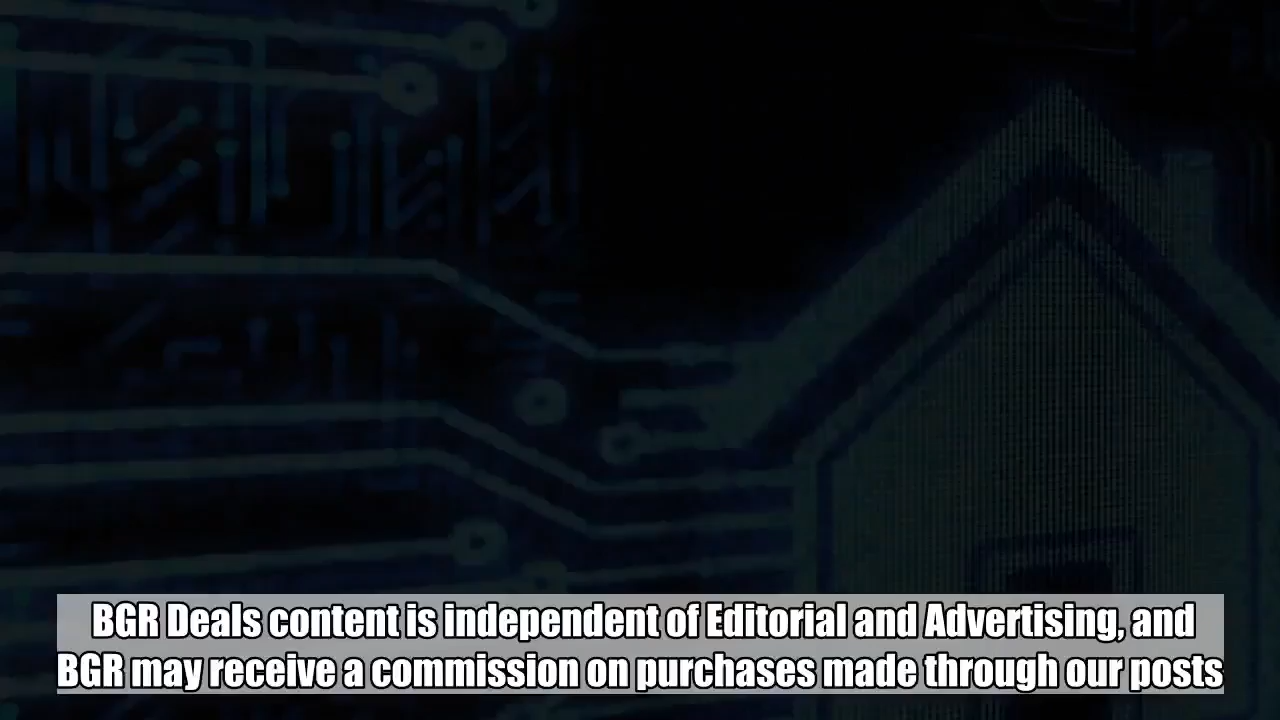 BGR Deals content is independent of Editorial and Advertising, and
BGR may receive a commission on purchases made through our posts